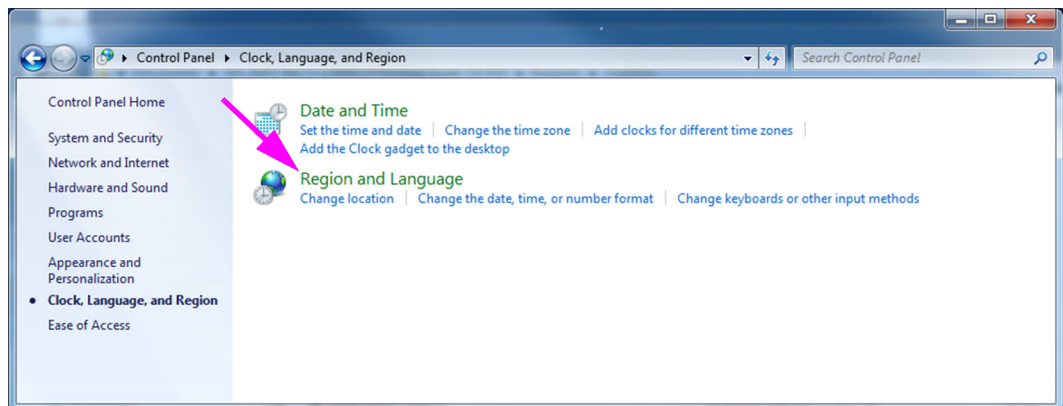 Control Panel Clock, Language, and Region
Search Control Panel
Control Panel Home
System and Security
Network and Internet
Hardware and Sound
Programs
User Accounts
Appearance and
Personalization
Clock, Language, and Region
Ease of Access
Date and Time
Set the time and date Change the time zone Add clocks for different time zones
Add the Clock gadget to the desktop
Region and Language
Change location Change the date, time, or number format Change keyboards or other input methods